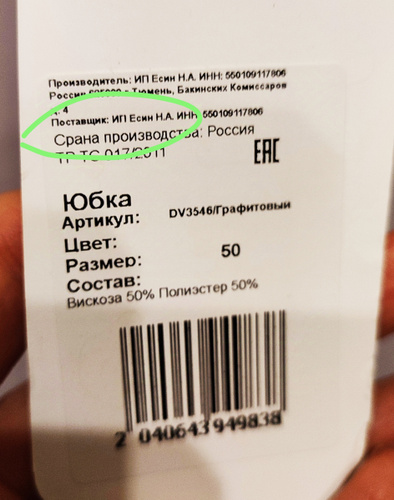 Производитель: ИП Есин Н.А. ИНН: 550109117806
Тюмень, Бакинских Комиссаров
Поставщик: ИП Есин Н.А. ИНН 550109117806
Срана производства: Россия
ТР ТС 017/2011
EAC
Юбка
Артикул: DV3546/Графитовый
Цвет:
Размер: 50
Состав:
Вискоза 50% Полиэстер 50%
2 040643 949838